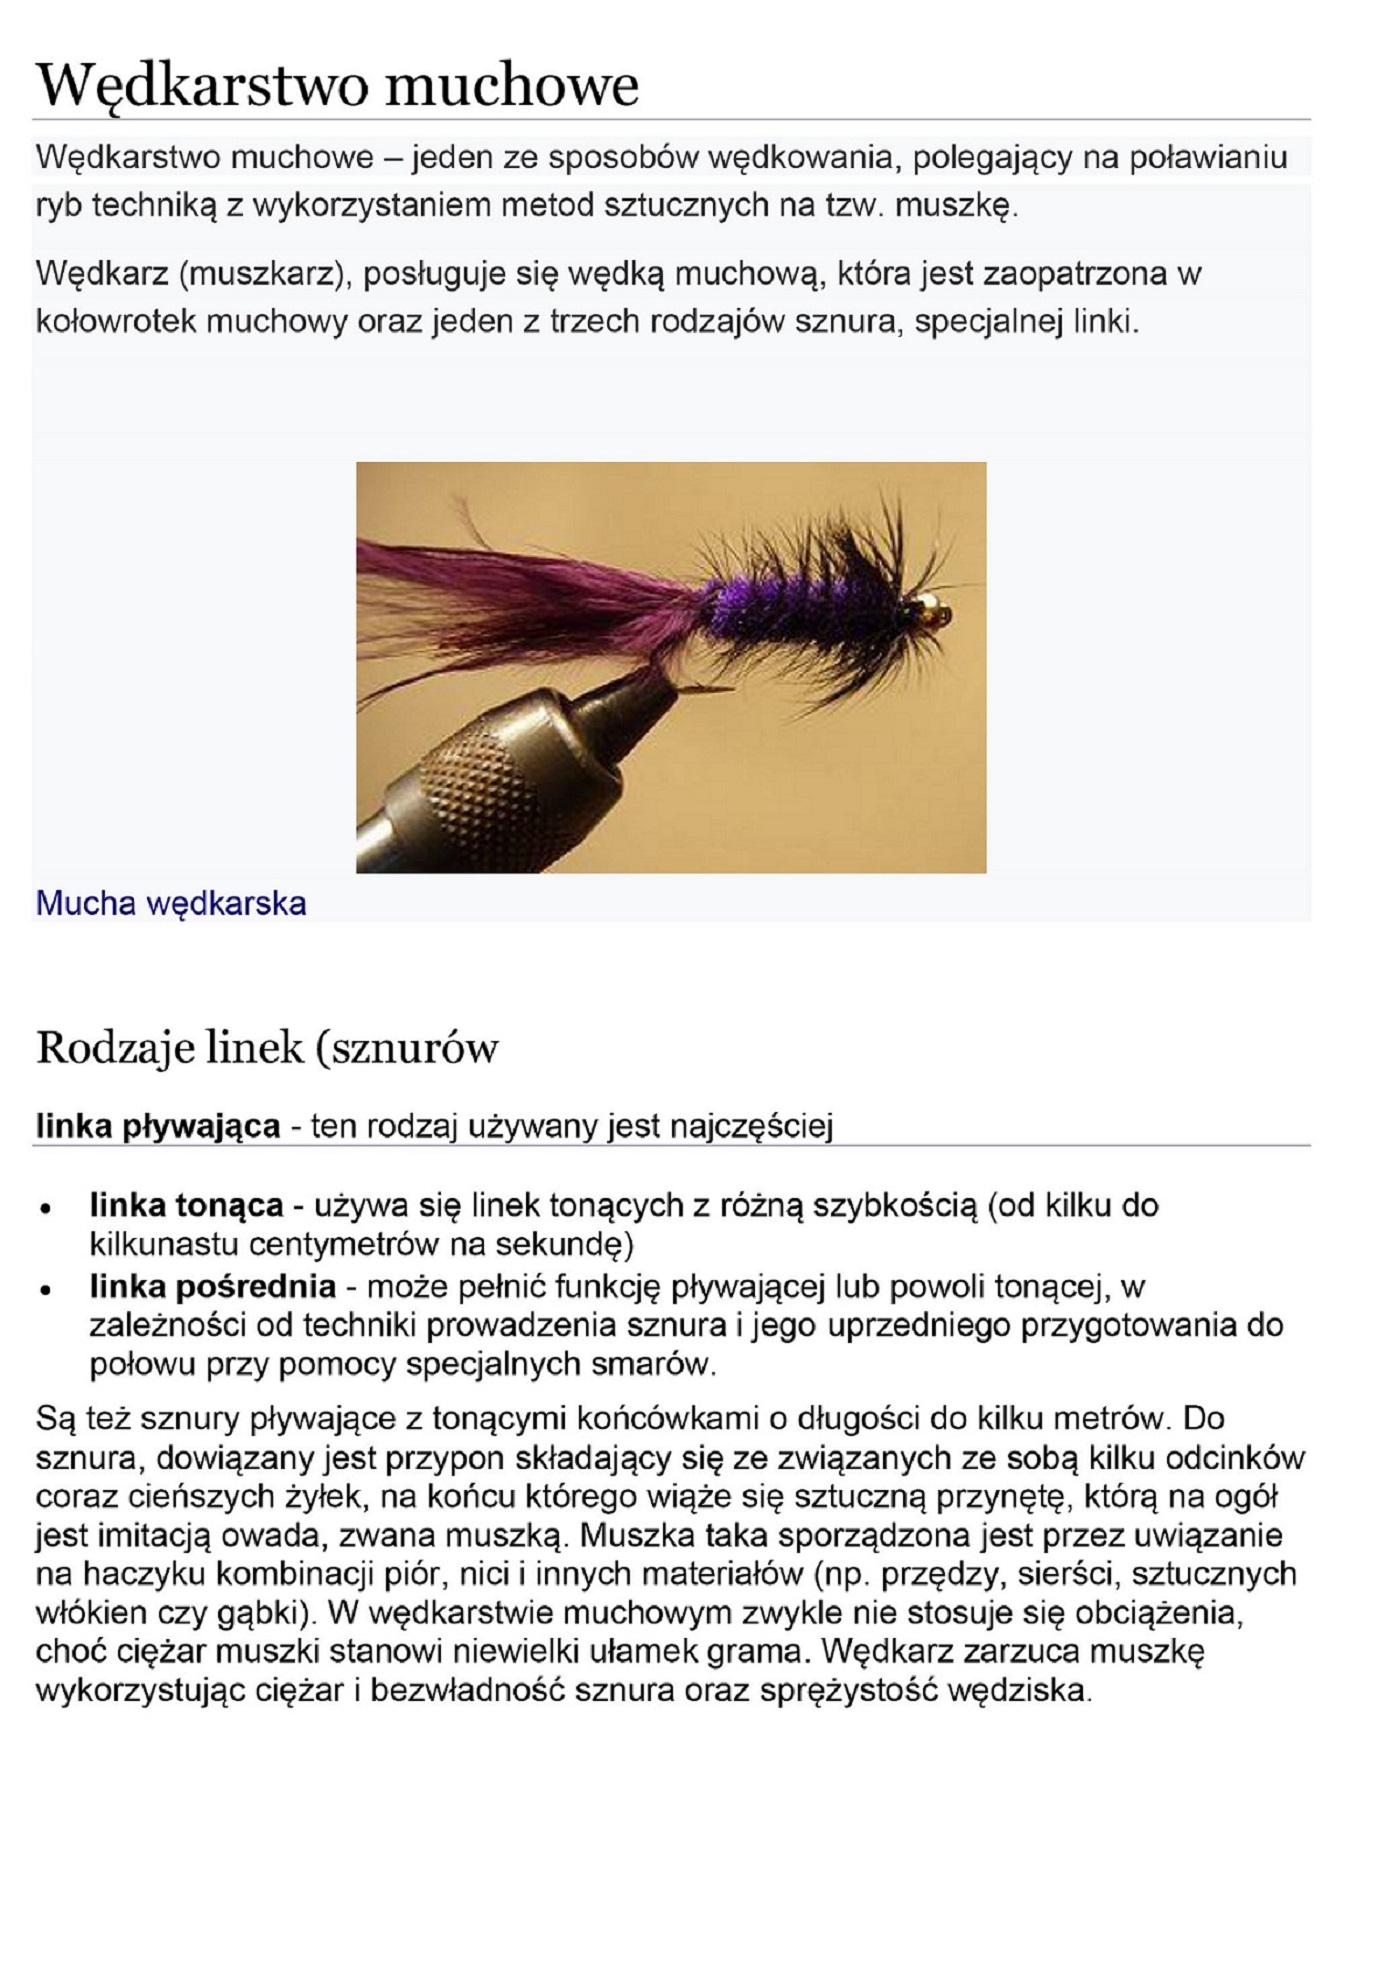 Wędkarstwo muchowe
Wędkarstwo muchowe – jeden ze sposobów wędkowania, polegający na poławianiu
ryb techniką z wykorzystaniem metod sztucznych na tzw. muszkę.
Wędkarz (muszkarz), posługuje się wędką muchową, która jest zaopatrzona w
kołowrotek muchowy oraz jeden z trzech rodzajów sznura, specjalnej linki.
Mucha wędkarska
Rodzaje linek (sznurów
linka pływająca - ten rodzaj używany jest najczęściej
• linka tonąca - używa się linek tonących z różną szybkością (od kilku do
kilkunastu centymetrów na sekundę)
• linka pośrednia - może pełnić funkcję pływającej lub powoli tonącej, w
zależności od techniki prowadzenia sznura i jego uprzedniego przygotowania do
połowu przy pomocy specjalnych smarów.
Są też sznury pływające z tonącymi końcówkami o długości do kilku metrów. Do
sznura, dowiązany jest przypon składający się ze związanych ze sobą kilku odcinków
coraz cieńszych żyłek, na końcu którego wiąże się sztuczną przynętę, którą na ogół
jest imitacją owada, zwana muszką. Muszka taka sporządzona jest przez uwiązanie
na haczyku kombinacji piór, nici i innych materiałów (np. przędzy, sierści, sztucznych
włókien czy gąbki). W wędkarstwie muchowym zwykle nie stosuje się obciążenia,
choć ciężar muszki stanowi niewielki ułamek grama. Wędkarz zarzuca muszkę
wykorzystując ciężar i bezwładność sznura oraz sprężystość wędziska.